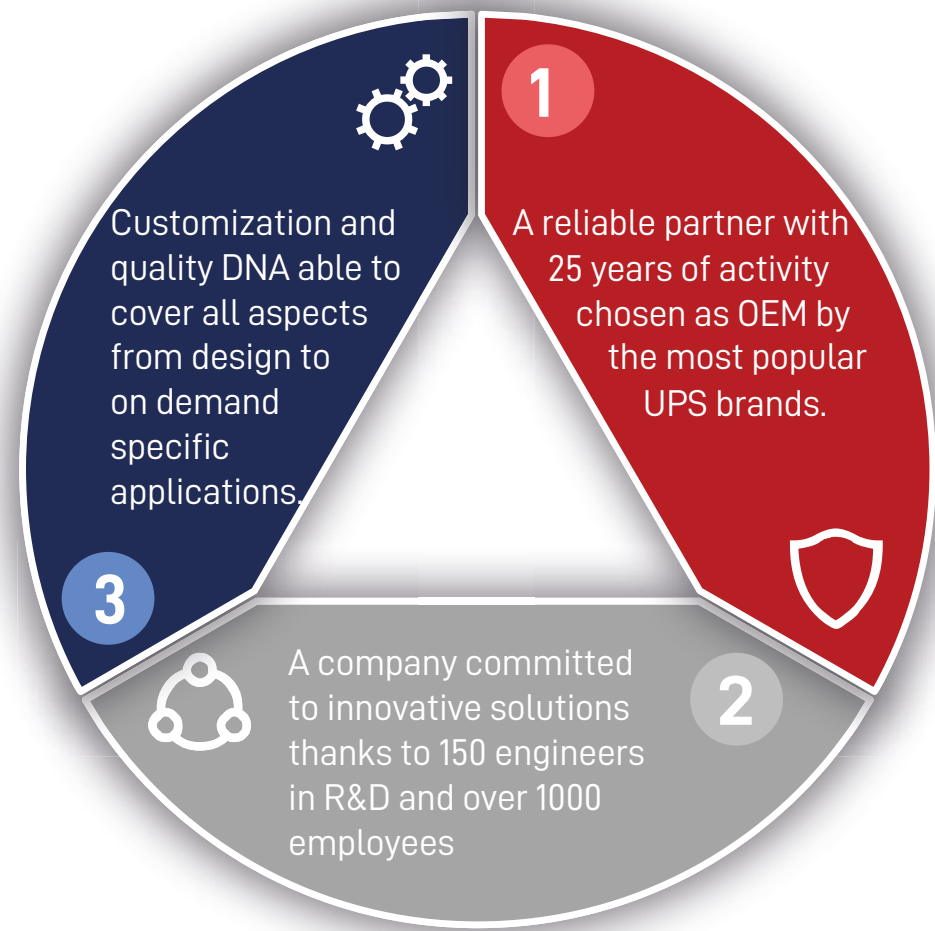 1
A reliable partner with
25 years of activity
chosen as OEM by
the most popular
UPS brands.
2
A company committed
to innovative solutions
thanks to 150 engineers
in R&D and over 1000
employees
3
Customization and
quality DNA able to
cover all aspects
from design to
on demand
specific
applications.